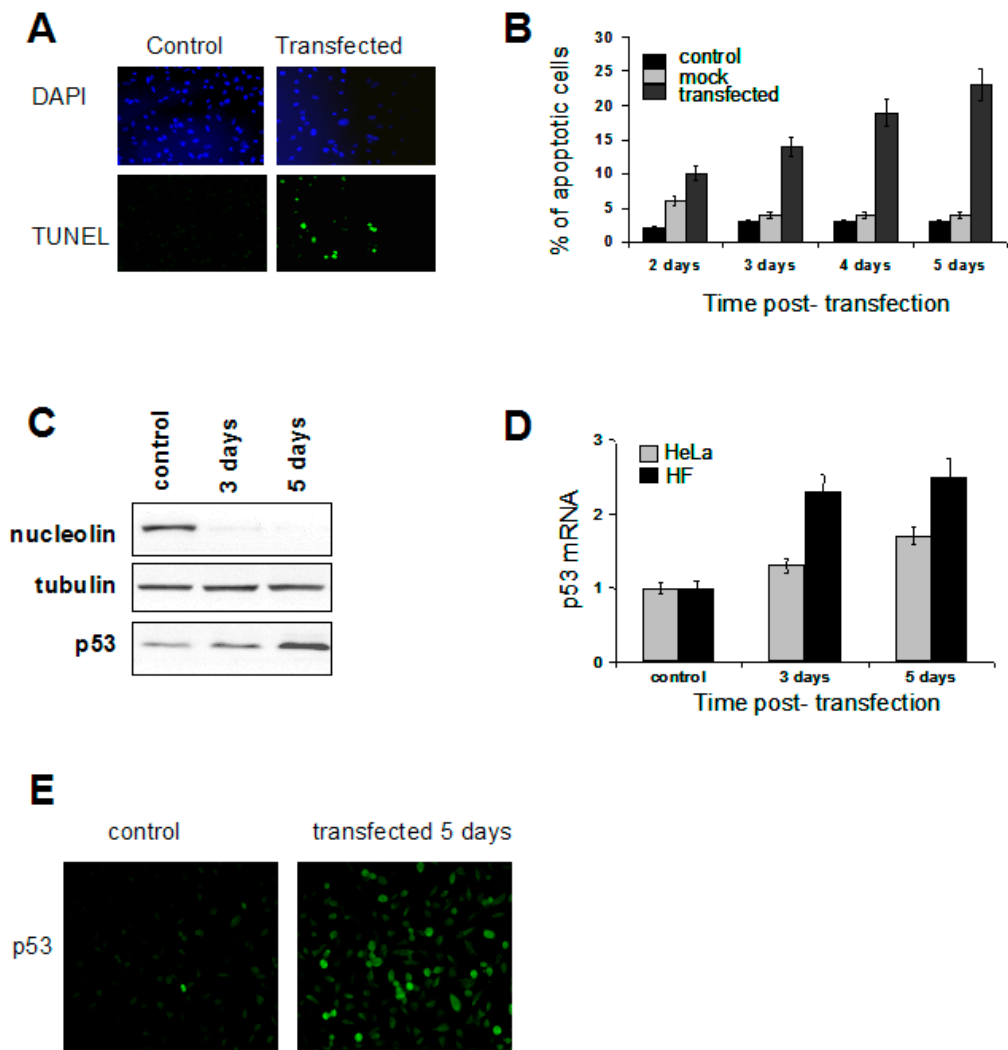 A
Control Transfected
DAPI
TUNEL
B
% of apoptotic cells
30
25
20
15
10
5
0
control
mock
transfected
2 days 3 days 4 days 5 days
Time post- transfection
C
control 3 days 5 days
nucleolin
tubulin
p53
D
p53 mRNA
3
2
1
0
HeLa
HF
control 3 days 5 days
Time post- transfection
E
control transfected 5 days
p53